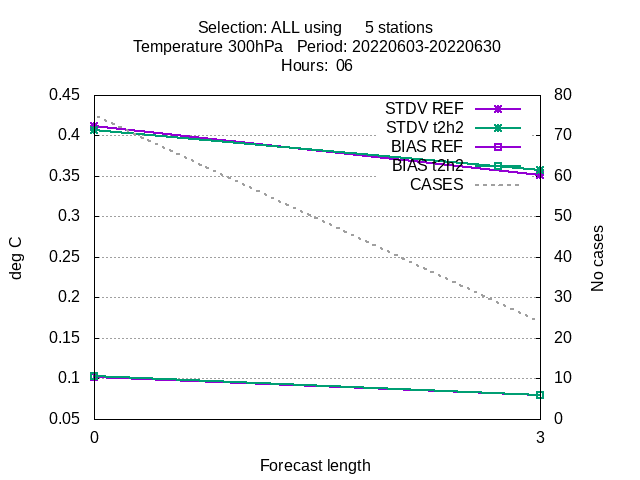 Selection: ALL using 5 stations
Temperature 300hPa Period: 20220603-20220630
Hours: 06
0.45
0.4
0.35
0.3
0.25
0.2
0.15
0.1
0.05
80
70
60
50
40
30
20
10
0
STDV REF
STDV t2h2
BIAS REF
BIAS t2h2
CASES
deg C
No cases
0
3
Forecast length